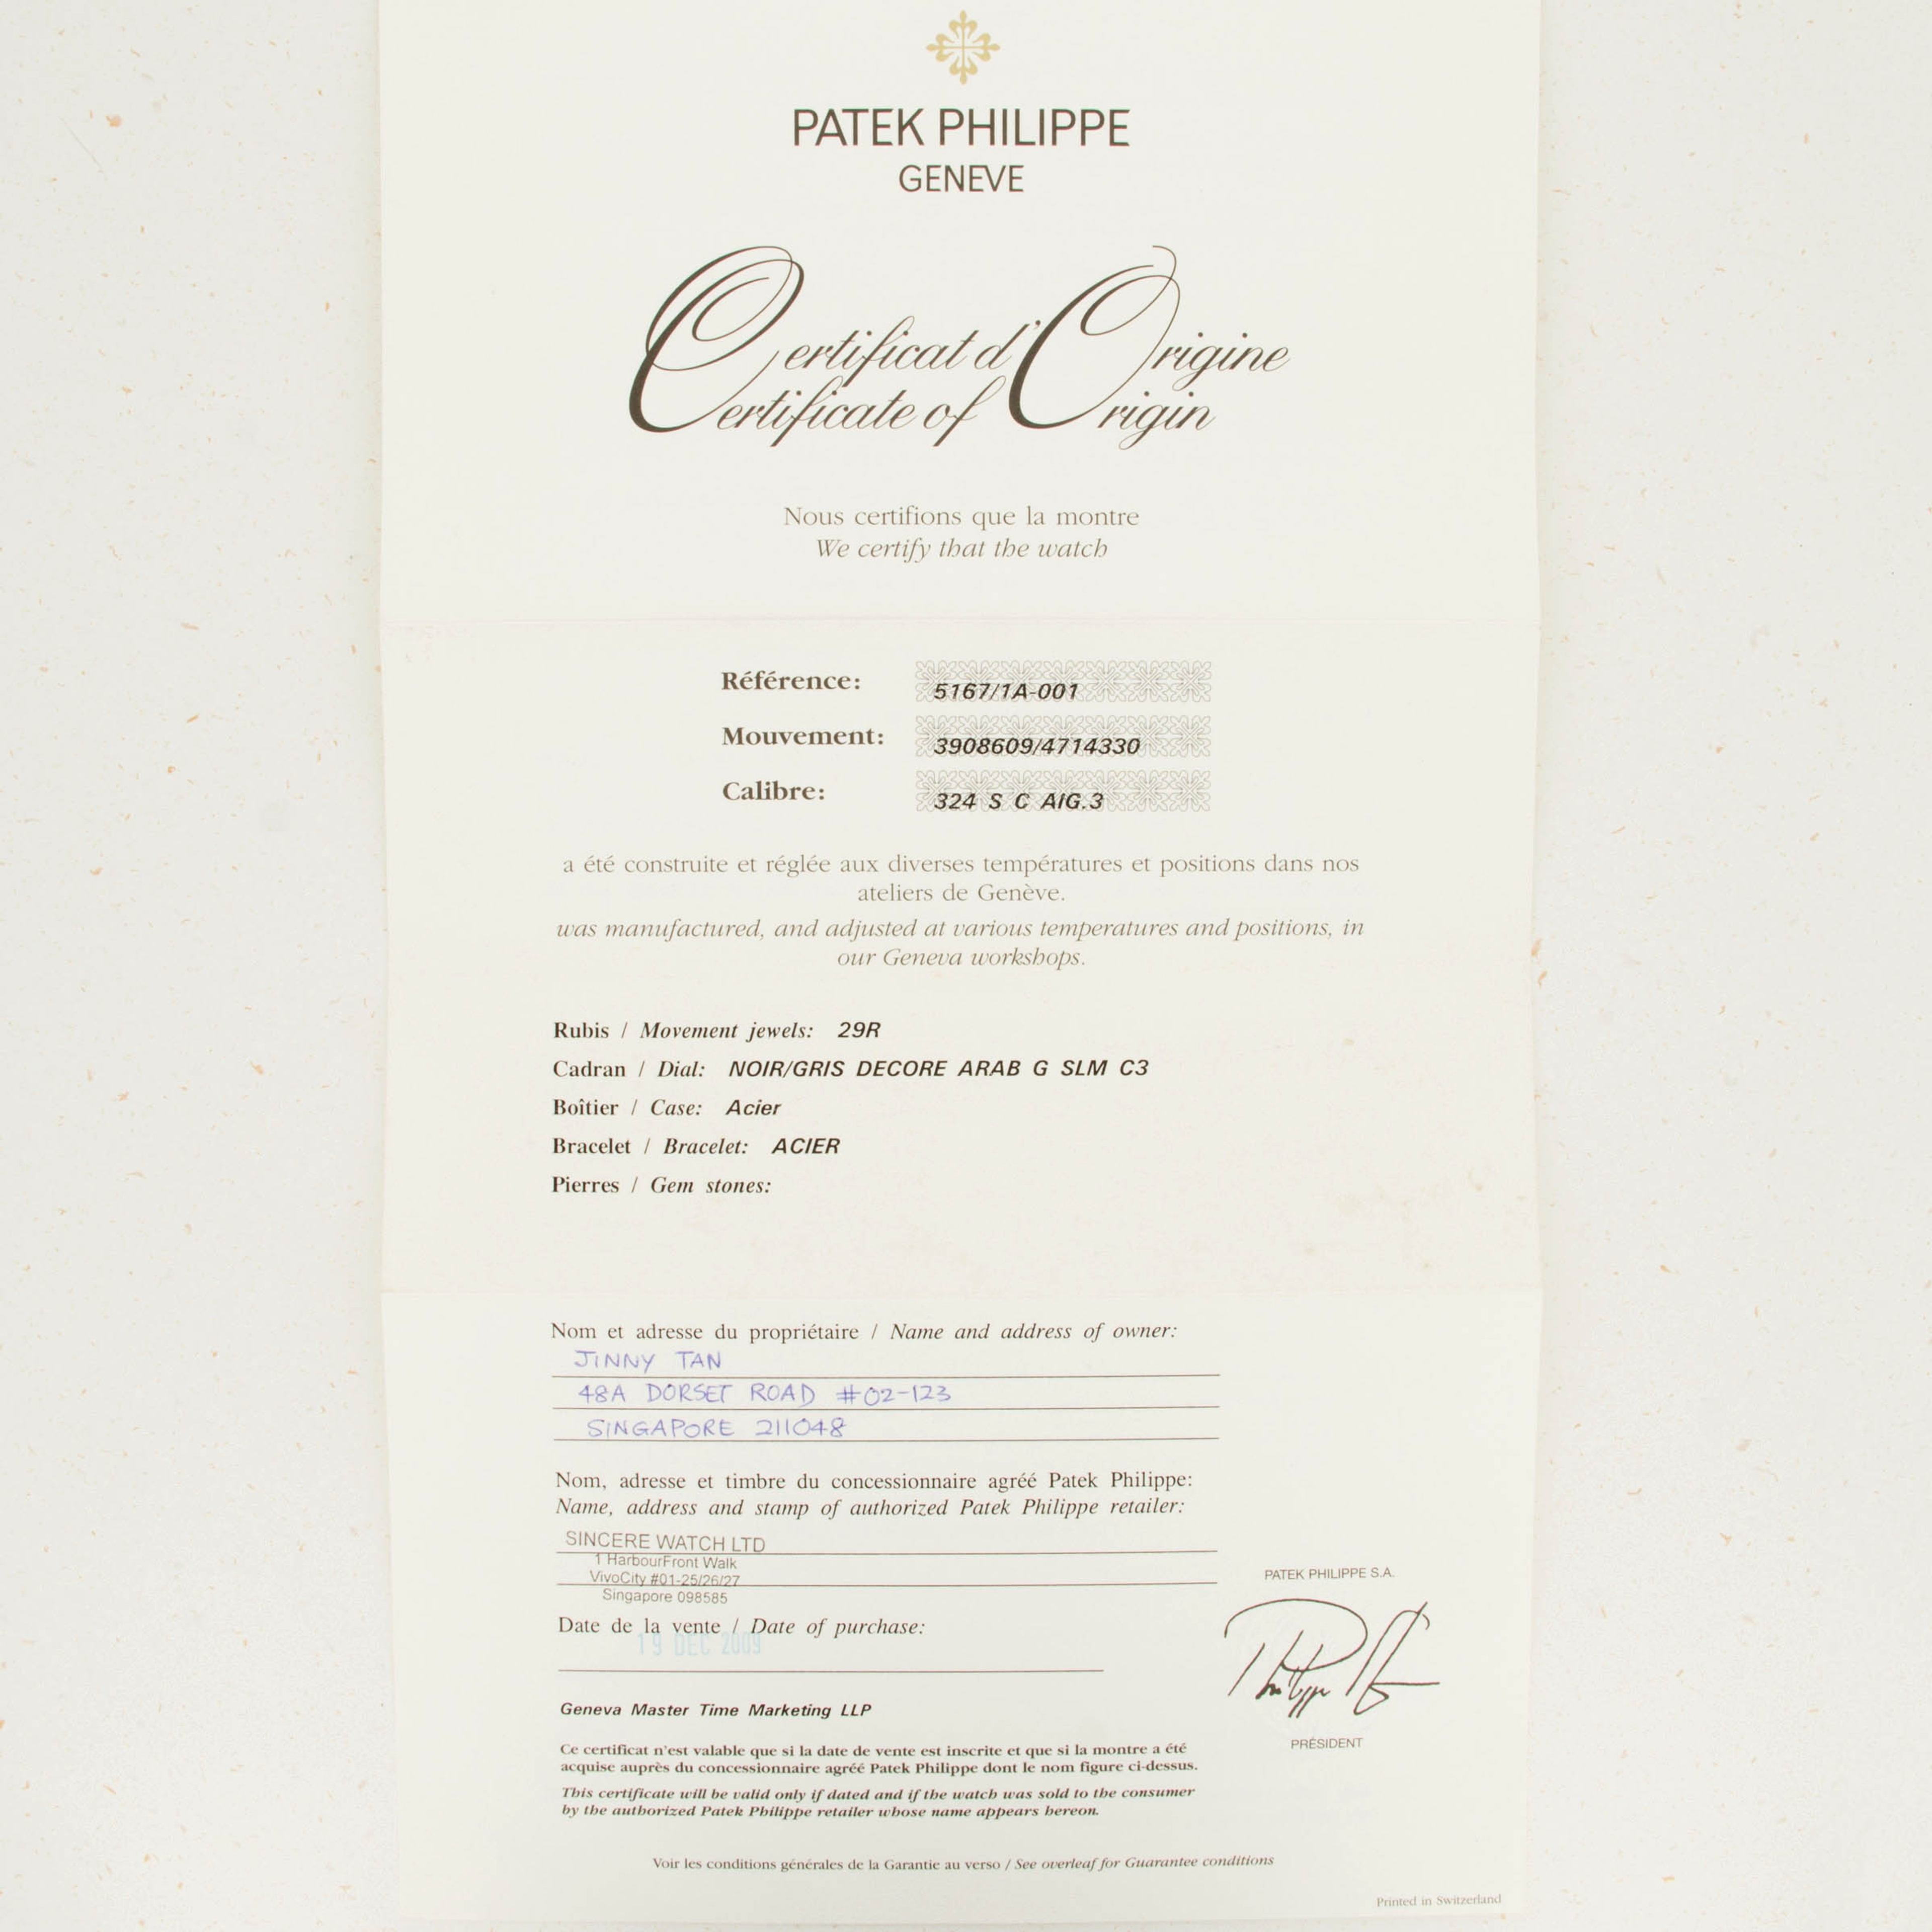 PATEK PHILIPPE
GENEVE
Certificat d'Origine
Certificate of Origin
Nous certifions que la montre
We certify that the watch
Référence: 5167/1A-001
Mouvement: 3908609/4714330
Calibre: 324 S C AIG.3
a été construite et réglée aux diverses températures et positions dans nos
ateliers de Genève.
was manufactured, and adjusted at various temperatures and positions, in
our Geneva workshops.
Rubis / Movement jewels: 29R
Cadran / Dial: NOIR/GRIS DECORE ARAB G SLM C3
Boîtier / Case: Acier
Bracelet / Bracelet: ACIER
Pierres / Gem stones:
Nom et adresse du propriétaire / Name and address of owner:
JINNY TAN
48A DORSET ROAD #02-123
SINGAPORE 211048
Nom, adresse et timbre du concessionnaire agréé Patek Philippe:
Name, address and stamp of authorized Patek Philippe retailer:
SINCERE WATCH LTD
1 HarbourFront Walk
VivoCity #01-25/26/27
Singapore 098585
PATEK PHILIPPE S.A.
Date de la vente / Date of purchase:
19 DEC 2009
Geneva Master Time Marketing LLP
PRÉSIDENT
Ce certificat n'est valable que si la date de vente est inscrite et que si la montre a été
acquise auprès du concessionnaire agréé Patek Philippe dont le nom figure ci-dessus.
This certificate will be valid only if dated and if the watch was sold to the consumer
by the authorized Patek Philippe retailer whose name appears hereon.
Voir les conditions générales de la Garantie au verso / See overleaf for Guarantee conditions
Printed in Switzerland